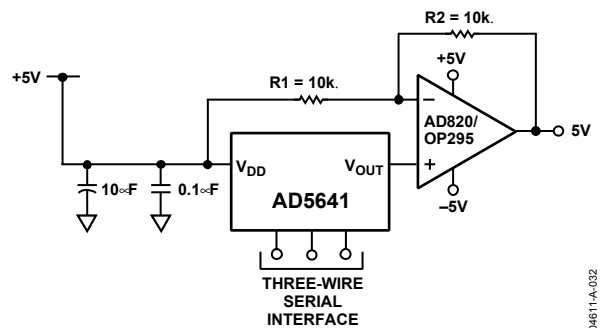 R2 = 10k.
+5V
+5V
R1 = 10k.
−
AD820/
OP295
5V
+
VDD
VOUT
10∝F
0.1∝F
AD5641
–5V
THREE-WIRE
SERIAL
INTERFACE
04611-A-032